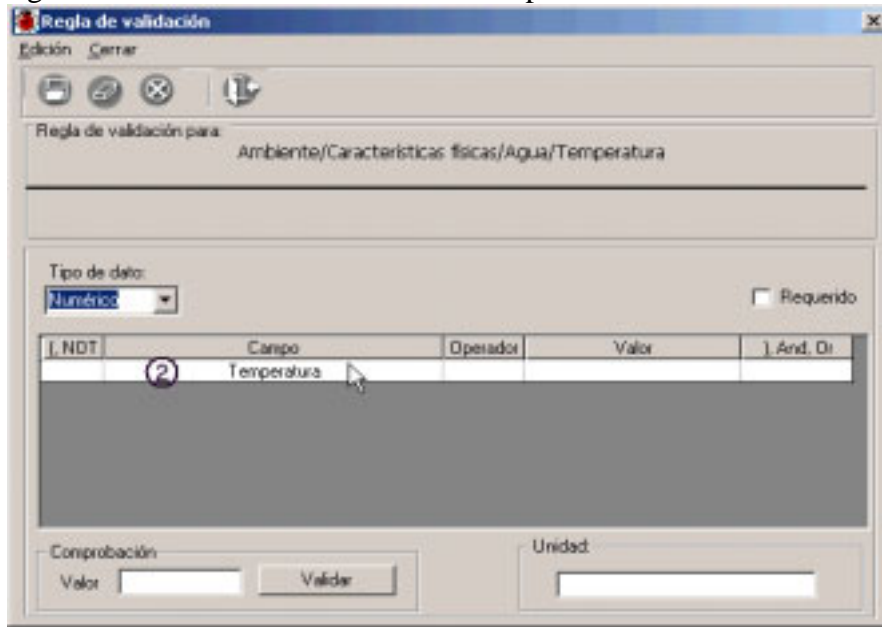 Regla de validación
Edición Cerrar
Regla de validación para:
Ambiente/Características físicas/Agua/Temperatura
Tipo de dato:
Numérico
Requerido
(, NOT Campo Operador Valor ), And, Or
2 Temperatura
Comprobación
Valor Validar
Unidad: